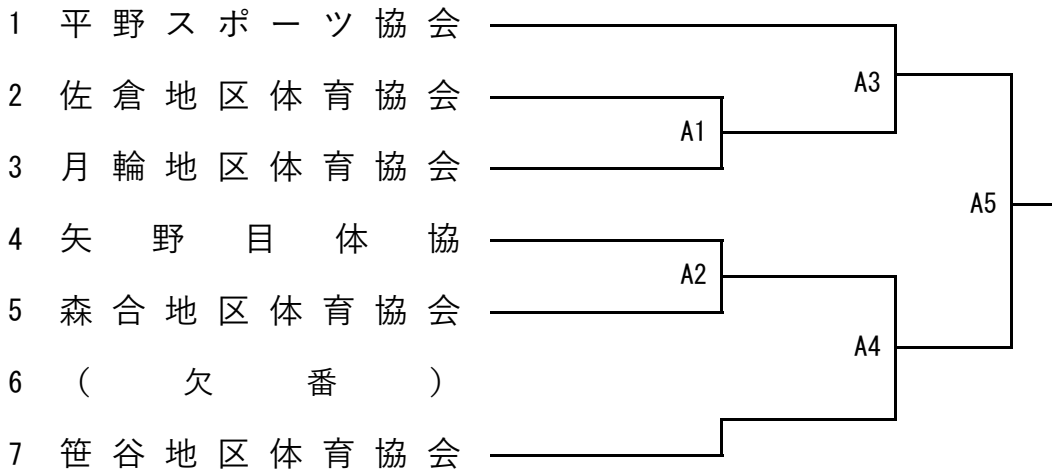 1 平野スポーツ協会
A3
2 佐倉地区体育協会
A1
3 月輪地区体育協会
A5
4 矢野目体協
A2
5 森合地区体育協会
A4
6 (欠番)
7 笹谷地区体育協会